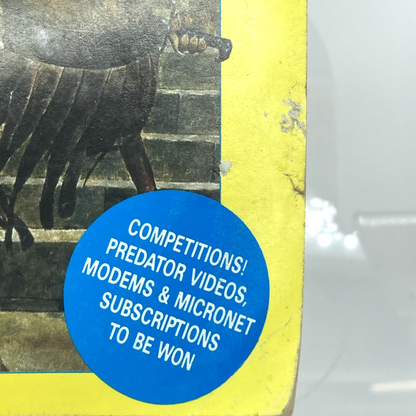 COMPETITIONS!
PREDATOR VIDEOS,
MODEMS & MICRONET
SUBSCRIPTIONS
TO BE WON